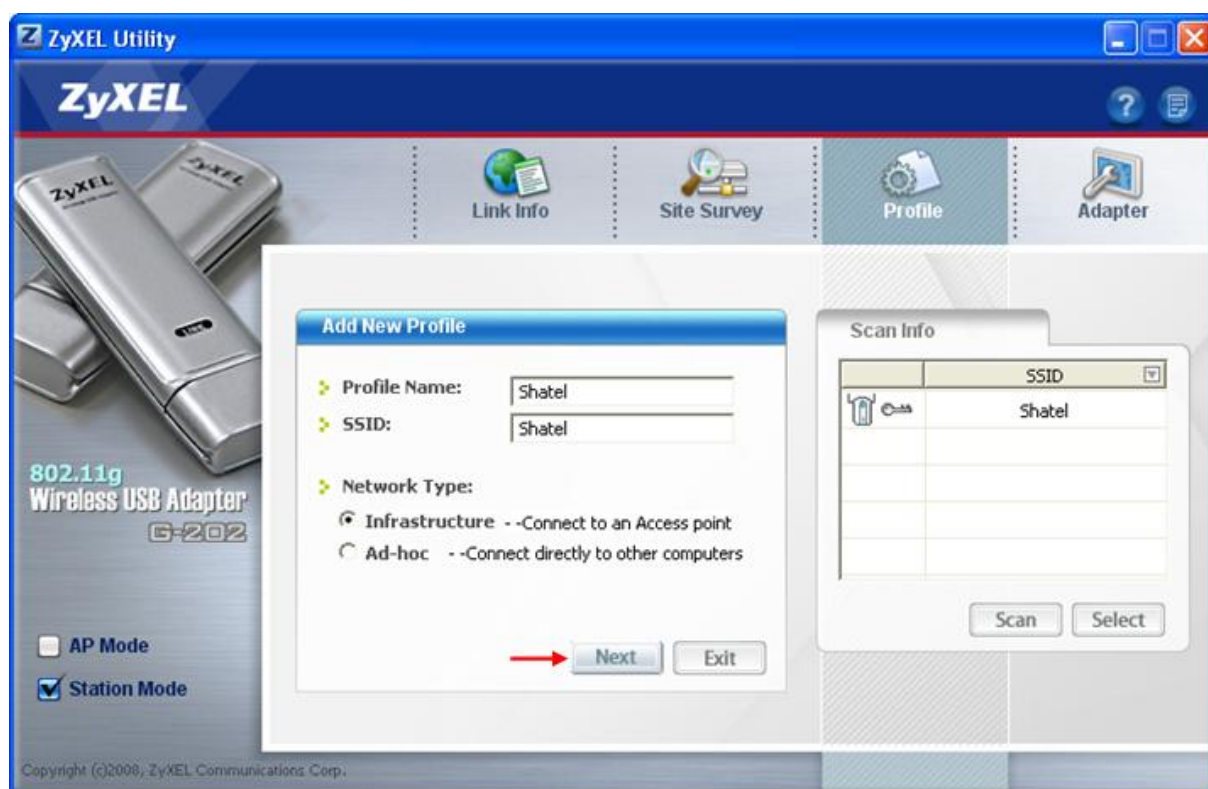 ZyXEL Utility
ZyXEL
Link Info
Site Survey
Profile
Adapter
ZyXEL
ZyXEL
LINK
802.11g
Wireless USB Adapter
G-202
AP Mode
Station Mode
Add New Profile
Profile Name: Shatel
SSID: Shatel
Network Type:
Infrastructure - -Connect to an Access point
Ad-hoc - -Connect directly to other computers
Next Exit
Scan Info
SSID
Shatel
Scan Select
Copyright (c)2008, ZyXEL Communications Corp.